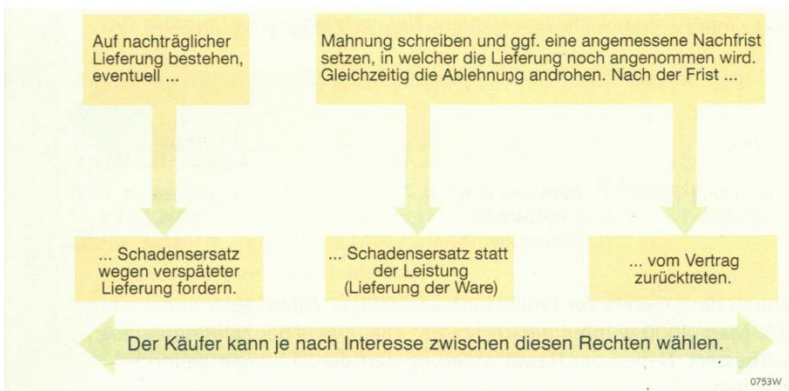 Auf nachträglicher
Lieferung bestehen,
eventuell ...
Mahnung schreiben und ggf. eine angemessene Nachfrist
setzen, in welcher die Lieferung noch angenommen wird.
Gleichzeitig die Ablehnung androhen. Nach der Frist ...
... Schadensersatz
wegen verspäteter
Lieferung fordern.
... Schadensersatz statt
der Leistung
(Lieferung der Ware)
... vom Vertrag
zurücktreten.
Der Käufer kann je nach Interesse zwischen diesen Rechten wählen.
0753W